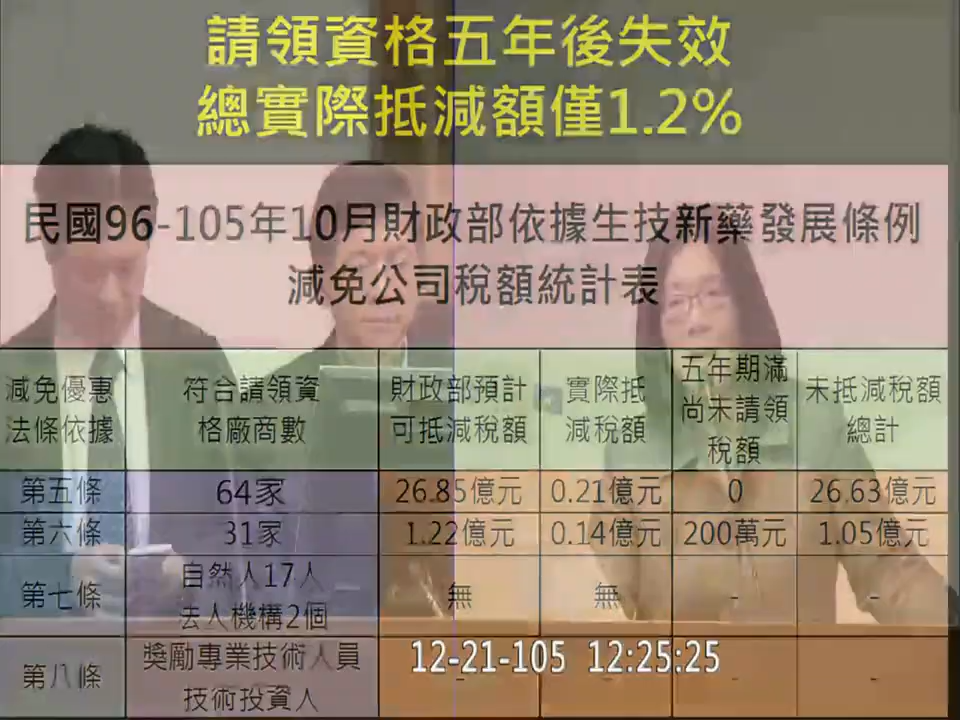 請領資格五年後失效
總實際抵減額僅1.2%
民國96-105年10月財政部依據生技新藥發展條例
減免公司稅額統計表
減免優惠法條依據 符合請領資格廠商數 財政部預計可抵減稅額 實際抵減稅額 五年期滿尚未請領稅額 未抵減稅額總計
第五條 64家 26.85億元 0.21億元 0 26.63億元
第六條 31家 1.22億元 0.14億元 200萬元 1.05億元
第七條 自然人17人 法人機構2個 無 無 - -
第八條 獎勵專業技術人員 技術投資人 - - - -
12-21-105 12:25:25